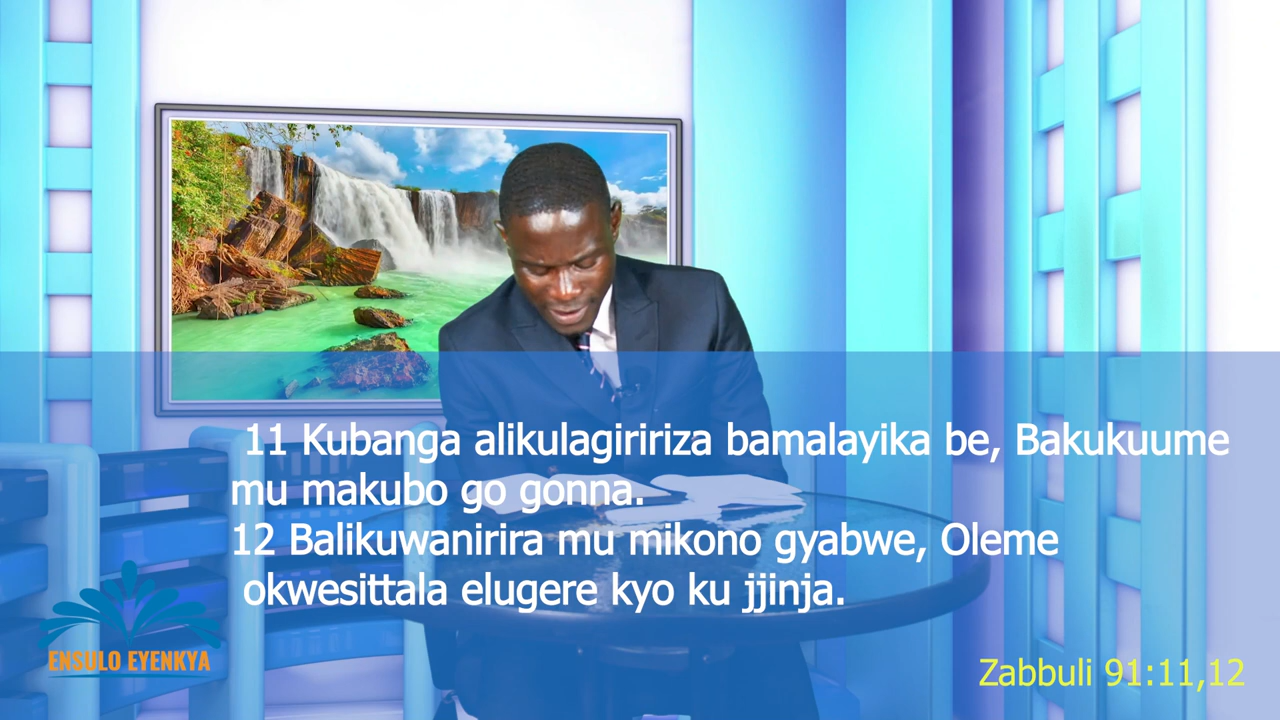 11 Kubanga alikulagiririza bamalayika be, Bakukuume
mu makubo go gonna.
12 Balikuwanirira mu mikono gyabwe, Oleme
okwesittala elugere kyo ku jjinja.
ENSULO EYENKYA
Zabbuli 91:11,12